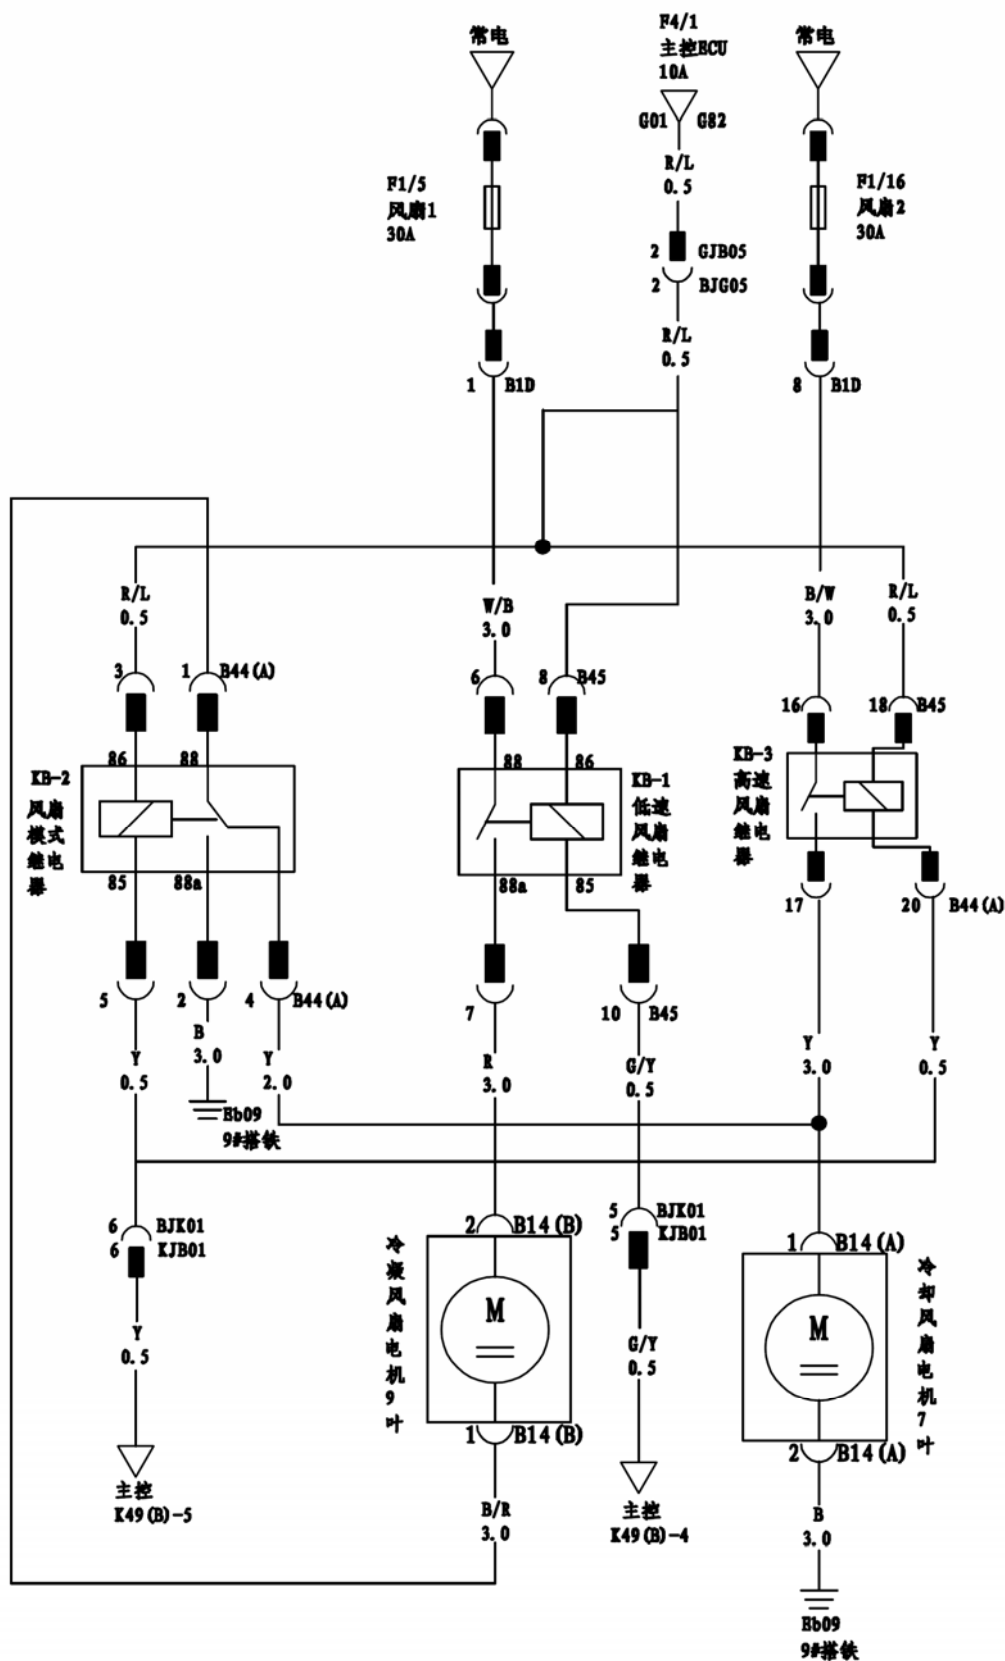 常电
F4/1
主控ECU
10A
常电
G01
G82
R/L
0.5
F1/5
风扇1
30A
F1/16
风扇2
30A
2 GJB05
2 BJG05
R/L
0.5
1 B1D
8 B1D
R/L
0.5
W/B
3.0
B/W
3.0
R/L
0.5
3
1 B44(A)
6
8 B45
16
18 B45
86
88
KB-2
风扇
模式
继电
器
85
88a
88
86
KB-1
低速
风扇
继电
器
88a
85
KB-3
高速
风扇
继电
器
17
20 B44(A)
5
2
4 B44(A)
7
10 B45
B
3.0
Y
0.5
Y
2.0
R
3.0
G/Y
0.5
Y
3.0
Y
0.5
Eb09
9#搭铁
6 BJK01
6 KJB01
2 B14(B)
5 BJK01
5 KJB01
1 B14(A)
冷
凝
风
扇
电
机
9
叶
M
M
冷
却
风
扇
电
机
7
叶
Y
0.5
G/Y
0.5
1 B14(B)
2 B14(A)
主控
K49(B)-5
B/R
3.0
主控
K49(B)-4
B
3.0
Eb09
9#搭铁